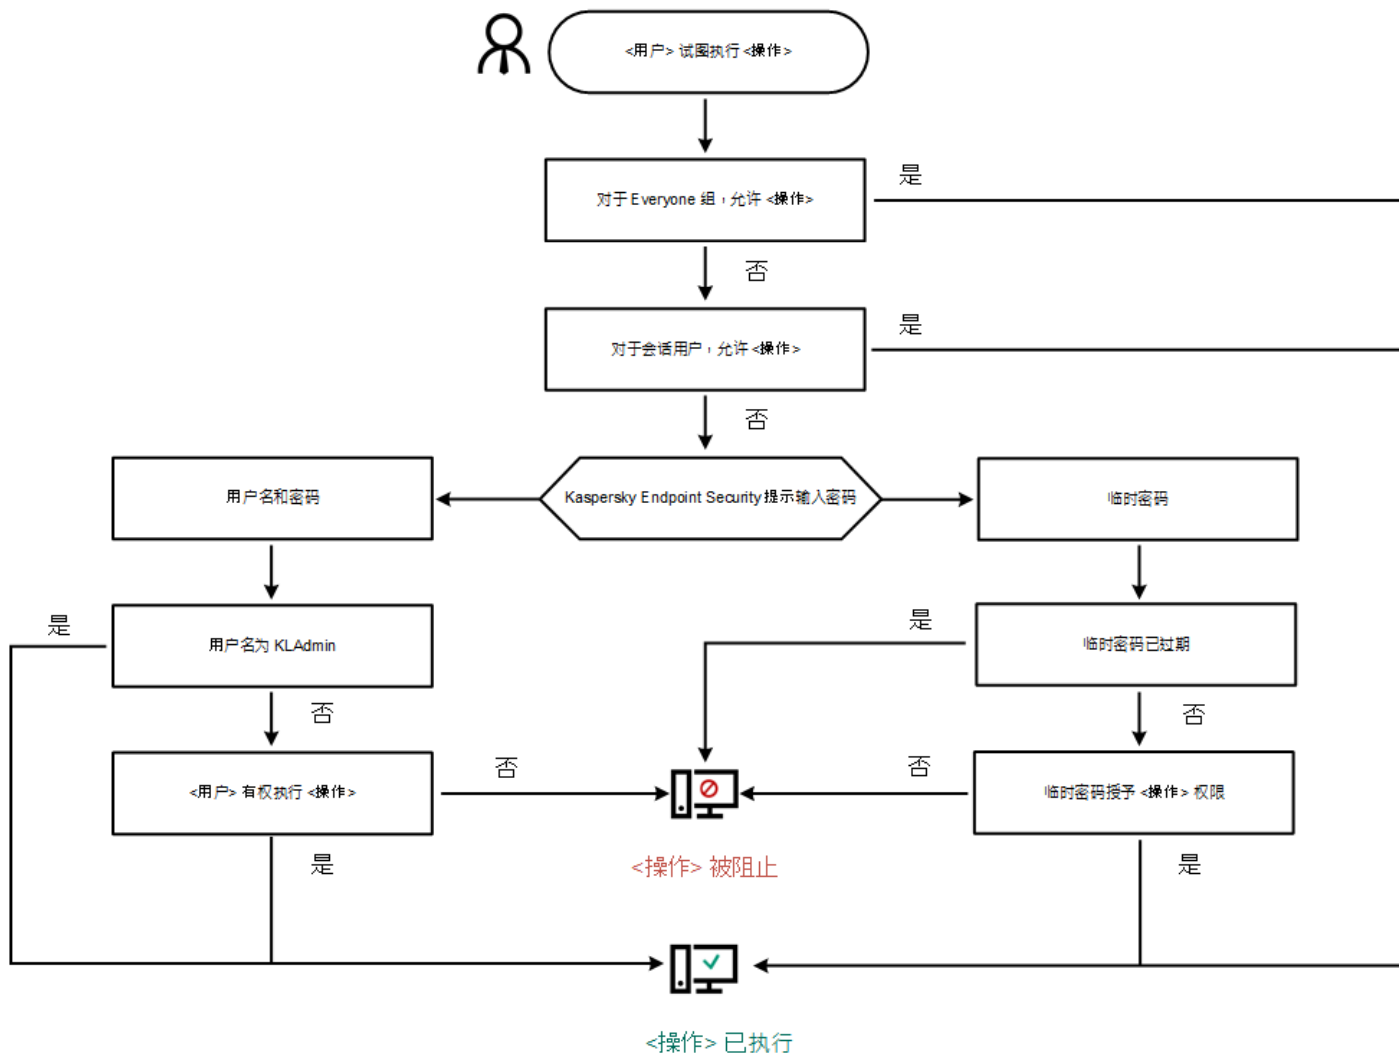 <用户> 试图执行 <操作>
对于 Everyone 组，允许 <操作>
是
否
对于会话用户，允许 <操作>
是
否
用户名和密码
Kaspersky Endpoint Security 提示输入密码
临时密码
是
用户名为 KLAdmin
是
临时密码已过期
否
否
<用户> 有权执行 <操作>
否
否
临时密码授予 <操作> 权限
是
<操作> 被阻止
是
<操作> 已执行